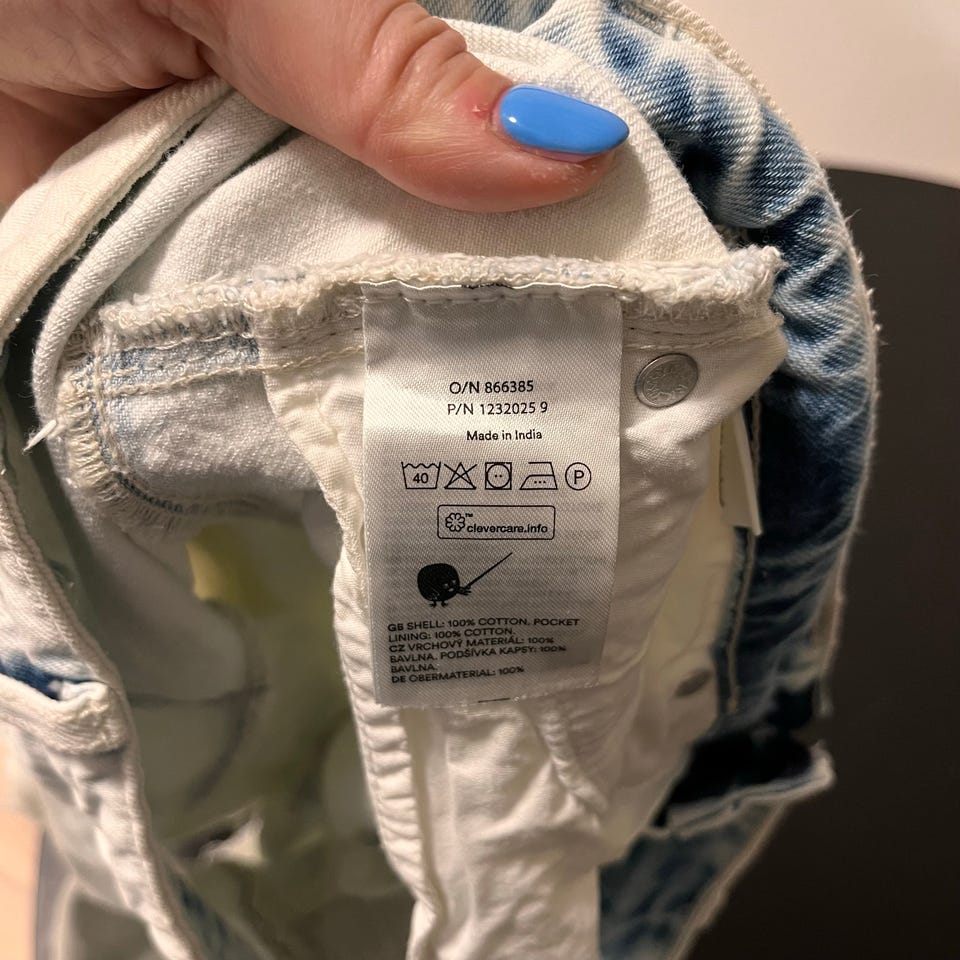 O/N 866385
P/N 1232025 9
Made in India
40
P
™
clevercare.info
GB SHELL: 100% COTTON. POCKET
LINING: 100% COTTON.
CZ VRCHOVÝ MATERIÁL: 100%
BAVLNA. PODŠÍVKA KAPSY: 100%
BAVLNA.
DE OBERMATERIAL: 100%